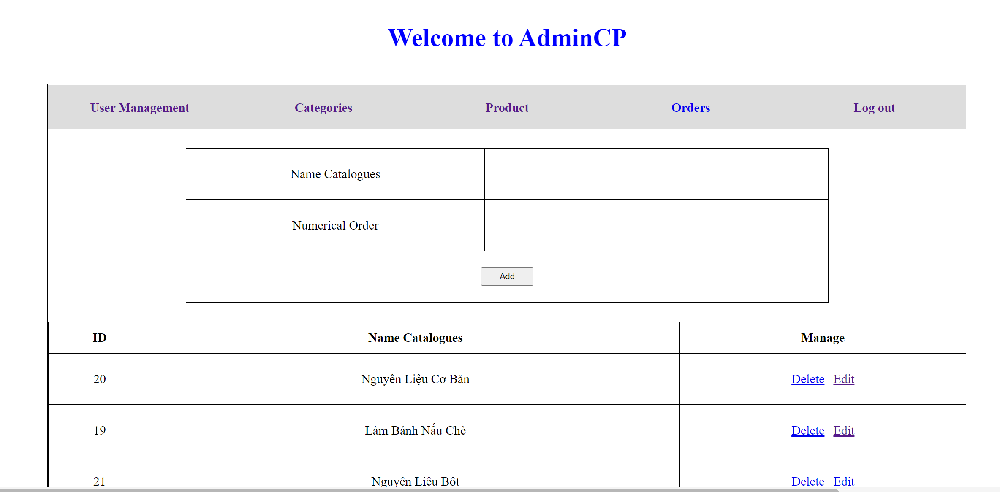 Welcome to AdminCP
User Management Categories Product Orders Log out
Name Catalogues
Numerical Order
Add
ID Name Catalogues Manage
20 Nguyên Liệu Cơ Bản Delete | Edit
19 Làm Bánh Nấu Chè Delete | Edit
21 Nguyên Liệu Bột Delete | Edit